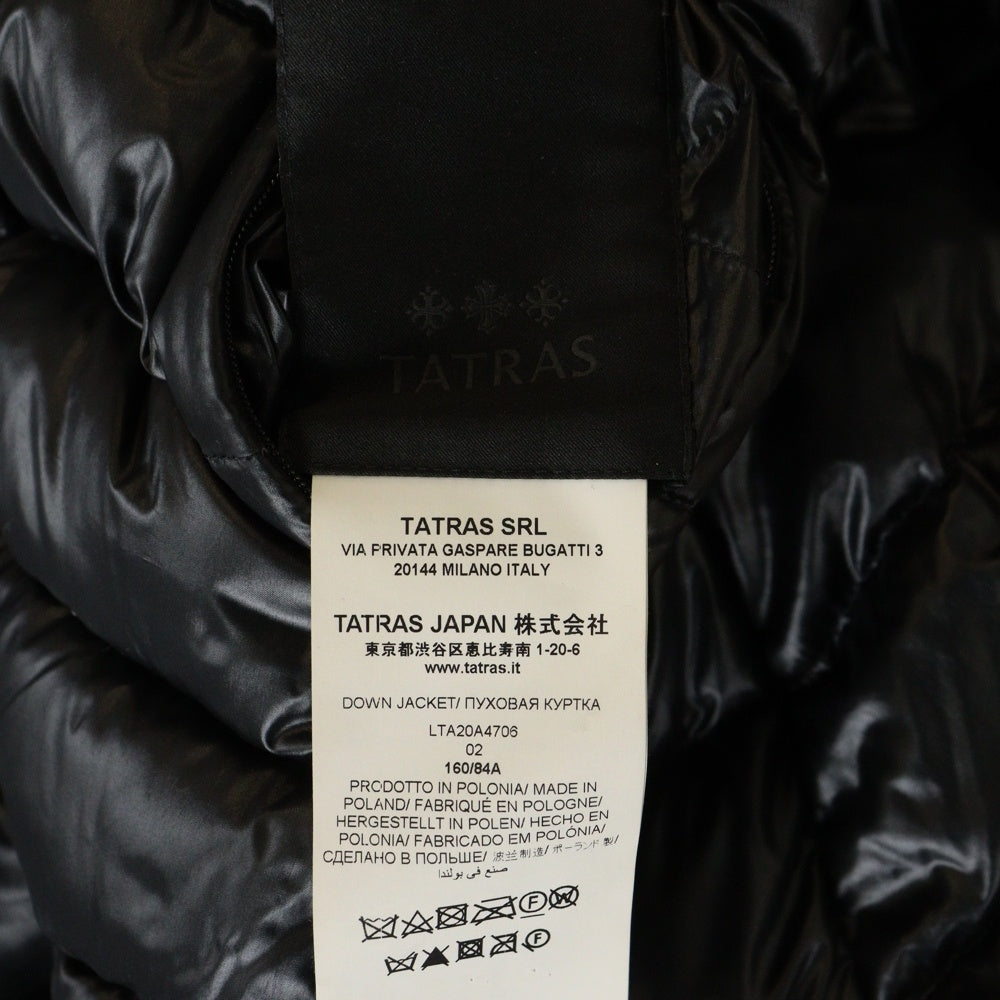 TATRAS
TATRAS SRL
VIA PRIVATA GASPARE BUGATTI 3
20144 MILANO ITALY
TATRAS JAPAN 株式会社
東京都渋谷区恵比寿南 1-20-6
www.tatras.it
DOWN JACKET/ ПУХОВАЯ КУРТКА
LTA20A4706
02
160/84A
PRODOTTO IN POLONIA/ MADE IN
POLAND/ FABRIQUÉ EN POLOGNE/
HERGESTELLT IN POLEN/ HECHO EN
POLONIA/ FABRICADO EM POLÓNIA/
СДЕЛАНО В ПОЛЬШЕ/ 波兰制造/ ポーランド製/
صنع في بولندا
F W
F